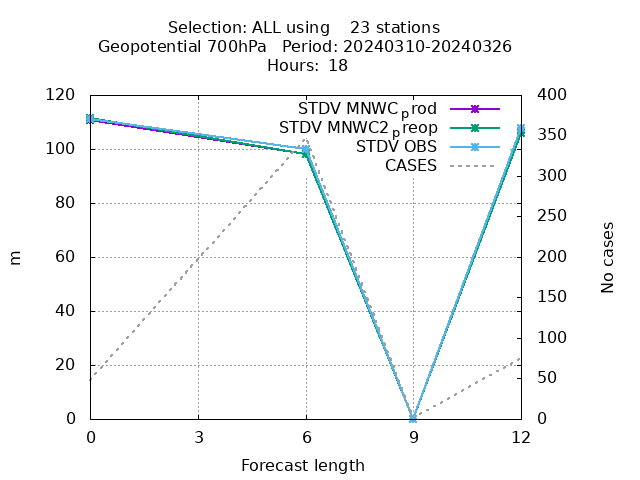 Selection: ALL using    23 stations
Geopotential 700hPa   Period: 20240310-20240326
Hours:  18
120 400
STDV MNWCprod
STDV MNWC2preop
STDV OBS
CASES
100 350
80 300
60 250
40 200
20 150
0 100
50
0
m
No cases
0 3 6 9 12
Forecast length